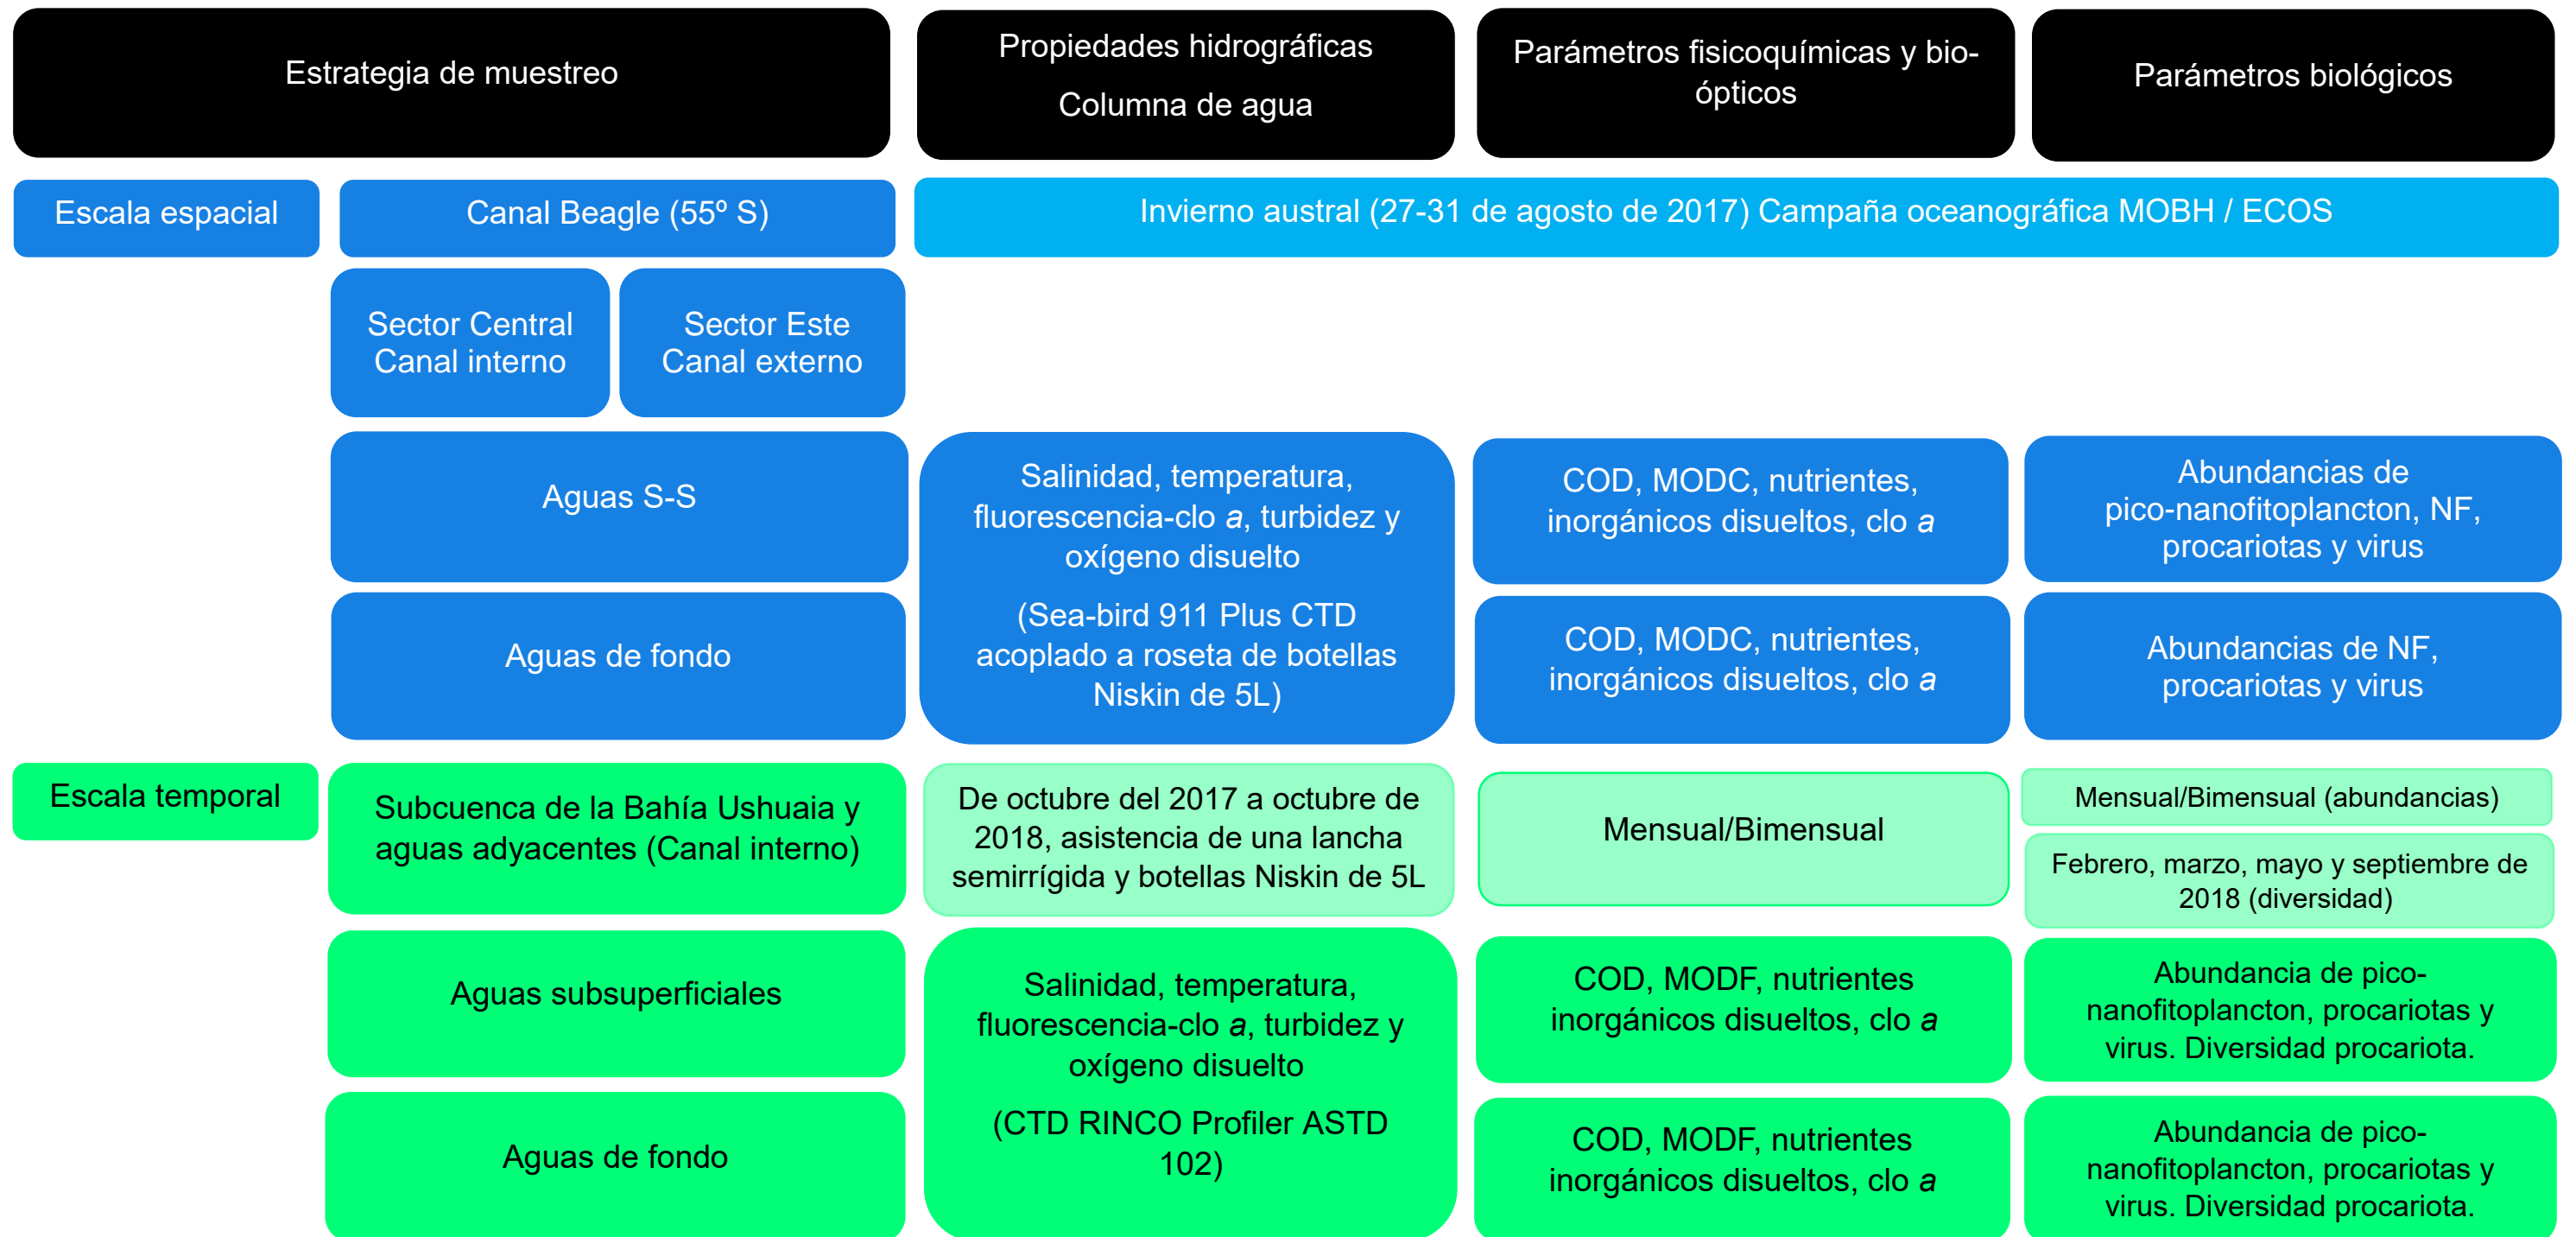 Estrategia de muestreo
Propiedades hidrográficas
Columna de agua
Parámetros fisicoquímicas y bio-
ópticos
Parámetros biológicos
Escala espacial
Canal Beagle (55º S)
Invierno austral (27-31 de agosto de 2017) Campaña oceanográfica MOBH / ECOS
Sector Central
Canal interno
Sector Este
Canal externo
Aguas S-S
Salinidad, temperatura,
fluorescencia-clo a, turbidez y
oxígeno disuelto
(Sea-bird 911 Plus CTD
acoplado a roseta de botellas
Niskin de 5L)
COD, MODC, nutrientes,
inorgánicos disueltos, clo a
Abundancias de
pico-nanofitoplancton, NF,
procariotas y virus
Aguas de fondo
COD, MODC, nutrientes,
inorgánicos disueltos, clo a
Abundancias de NF,
procariotas y virus
Escala temporal
Subcuenca de la Bahía Ushuaia y
aguas adyacentes (Canal interno)
De octubre del 2017 a octubre de
2018, asistencia de una lancha
semirrígida y botellas Niskin de 5L
Mensual/Bimensual
Mensual/Bimensual (abundancias)
Febrero, marzo, mayo y septiembre de
2018 (diversidad)
Aguas subsuperficiales
Salinidad, temperatura,
fluorescencia-clo a, turbidez y
oxígeno disuelto
(CTD RINCO Profiler ASTD
102)
COD, MODF, nutrientes
inorgánicos disueltos, clo a
Abundancia de pico-
nanofitoplancton, procariotas y
virus. Diversidad procariota.
Aguas de fondo
COD, MODF, nutrientes
inorgánicos disueltos, clo a
Abundancia de pico-
nanofitoplancton, procariotas y
virus. Diversidad procariota.